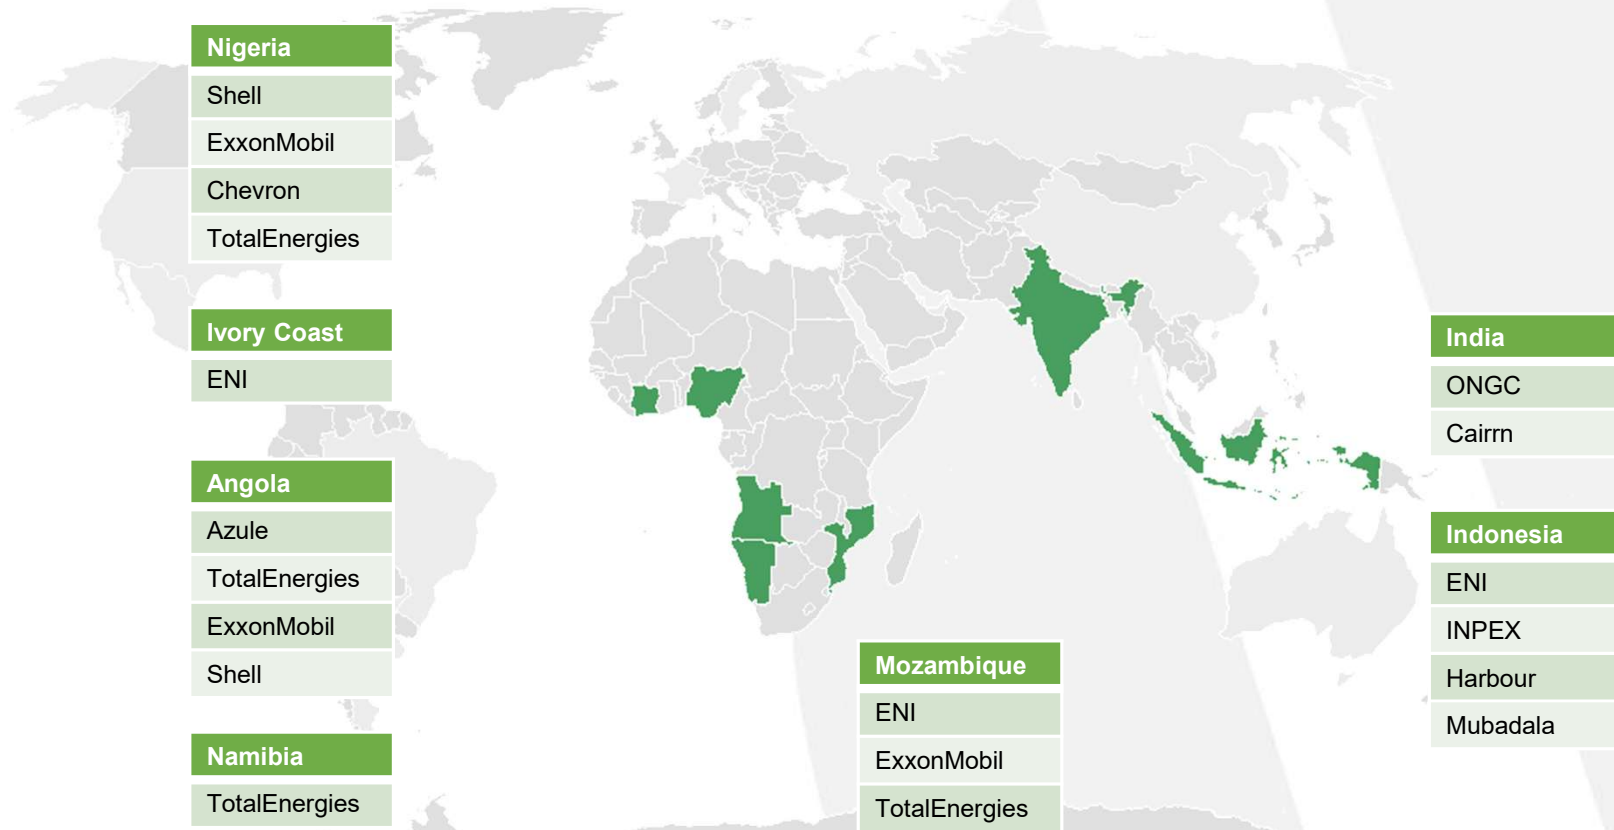 Nigeria
Shell
ExxonMobil
Chevron
TotalEnergies
Ivory Coast
ENI
Angola
Azule
TotalEnergies
ExxonMobil
Shell
Namibia
TotalEnergies
Mozambique
ENI
ExxonMobil
TotalEnergies
India
ONGC
Cairrn
Indonesia
ENI
INPEX
Harbour
Mubadala